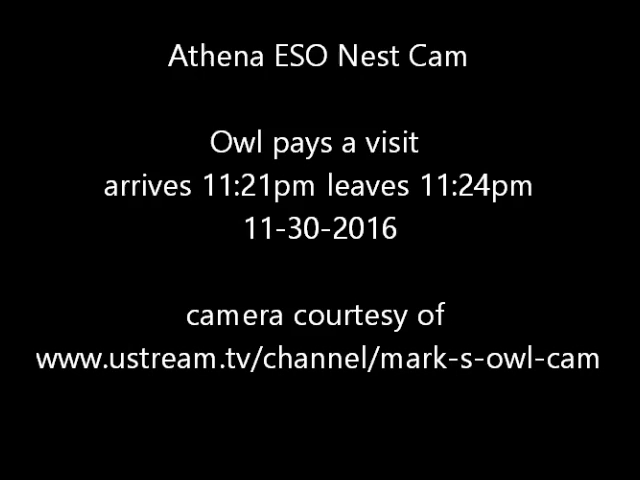 Athena ESO Nest Cam
Owl pays a visit
arrives 11:21pm leaves 11:24pm
11-30-2016
camera courtesy of
www.ustream.tv/channel/mark-s-owl-cam